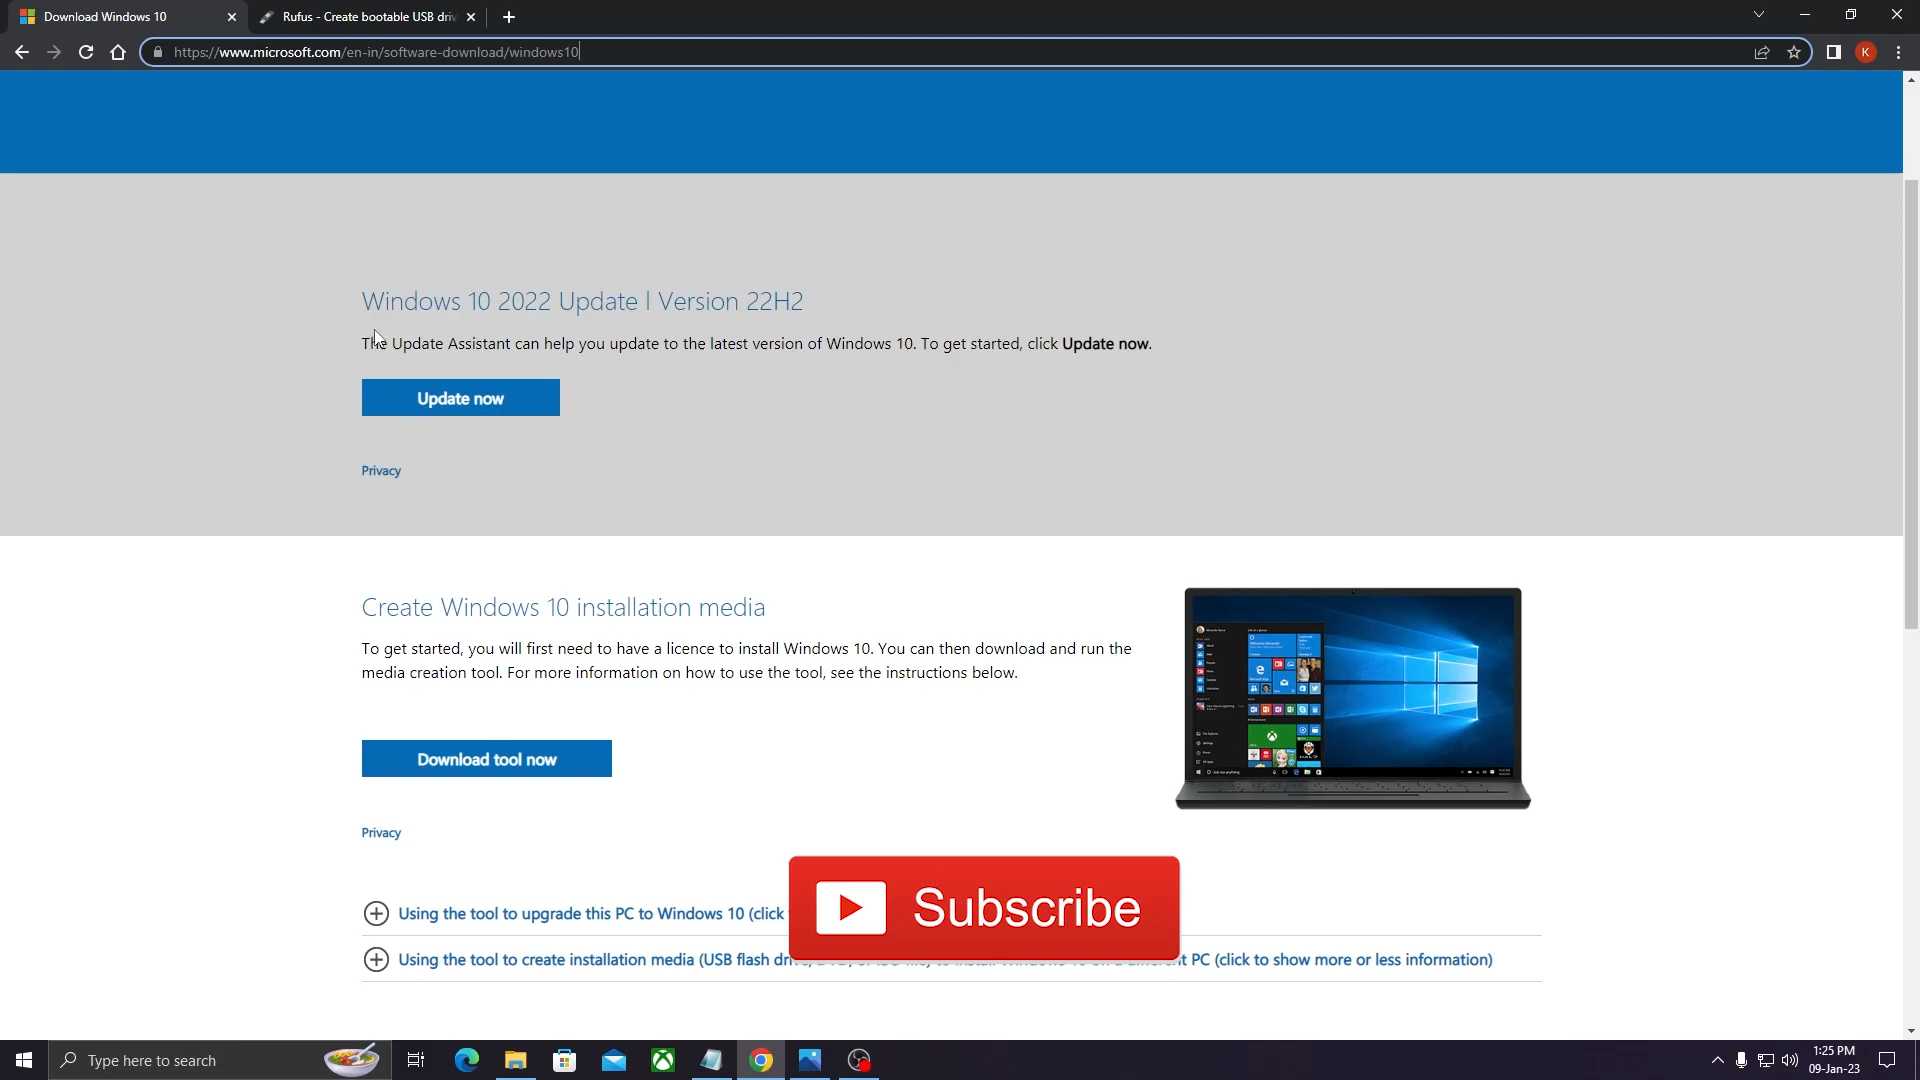 Download Windows 10
Rufus - Create bootable USB driv
https://www.microsoft.com/en-in/software-download/windows10
K
Windows 10 2022 Update l Version 22H2
The Update Assistant can help you update to the latest version of Windows 10. To get started, click Update now.
Update now
Privacy
Create Windows 10 installation media
To get started, you will first need to have a licence to install Windows 10. You can then download and run the
media creation tool. For more information on how to use the tool, see the instructions below.
Download tool now
Privacy
Using the tool to upgrade this PC to Windows 10 (click
Subscribe
Using the tool to create installation media (USB flash PC (click to show more or less information)
Type here to search
1:25 PM
09-Jan-23